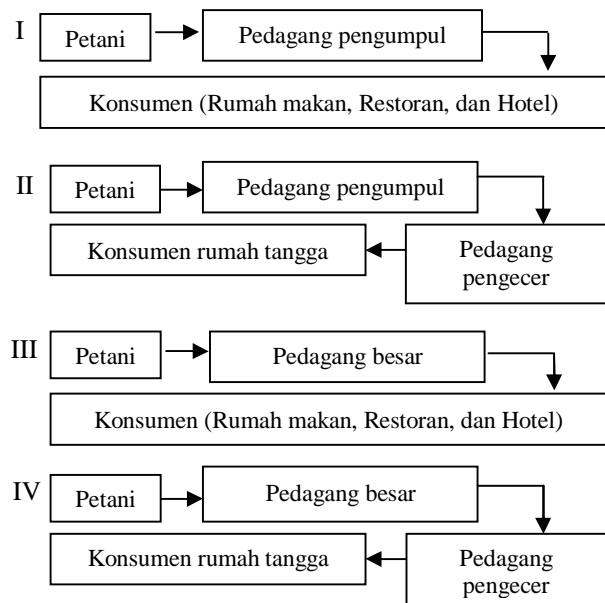 I
Petani
Pedagang pengumpul
Konsumen (Rumah makan, Restoran, dan Hotel)
II
Petani
Pedagang pengumpul
Konsumen rumah tangga
Pedagang
pengecer
III
Petani
Pedagang besar
Konsumen (Rumah makan, Restoran, dan Hotel)
IV
Petani
Pedagang besar
Konsumen rumah tangga
Pedagang
pengecer